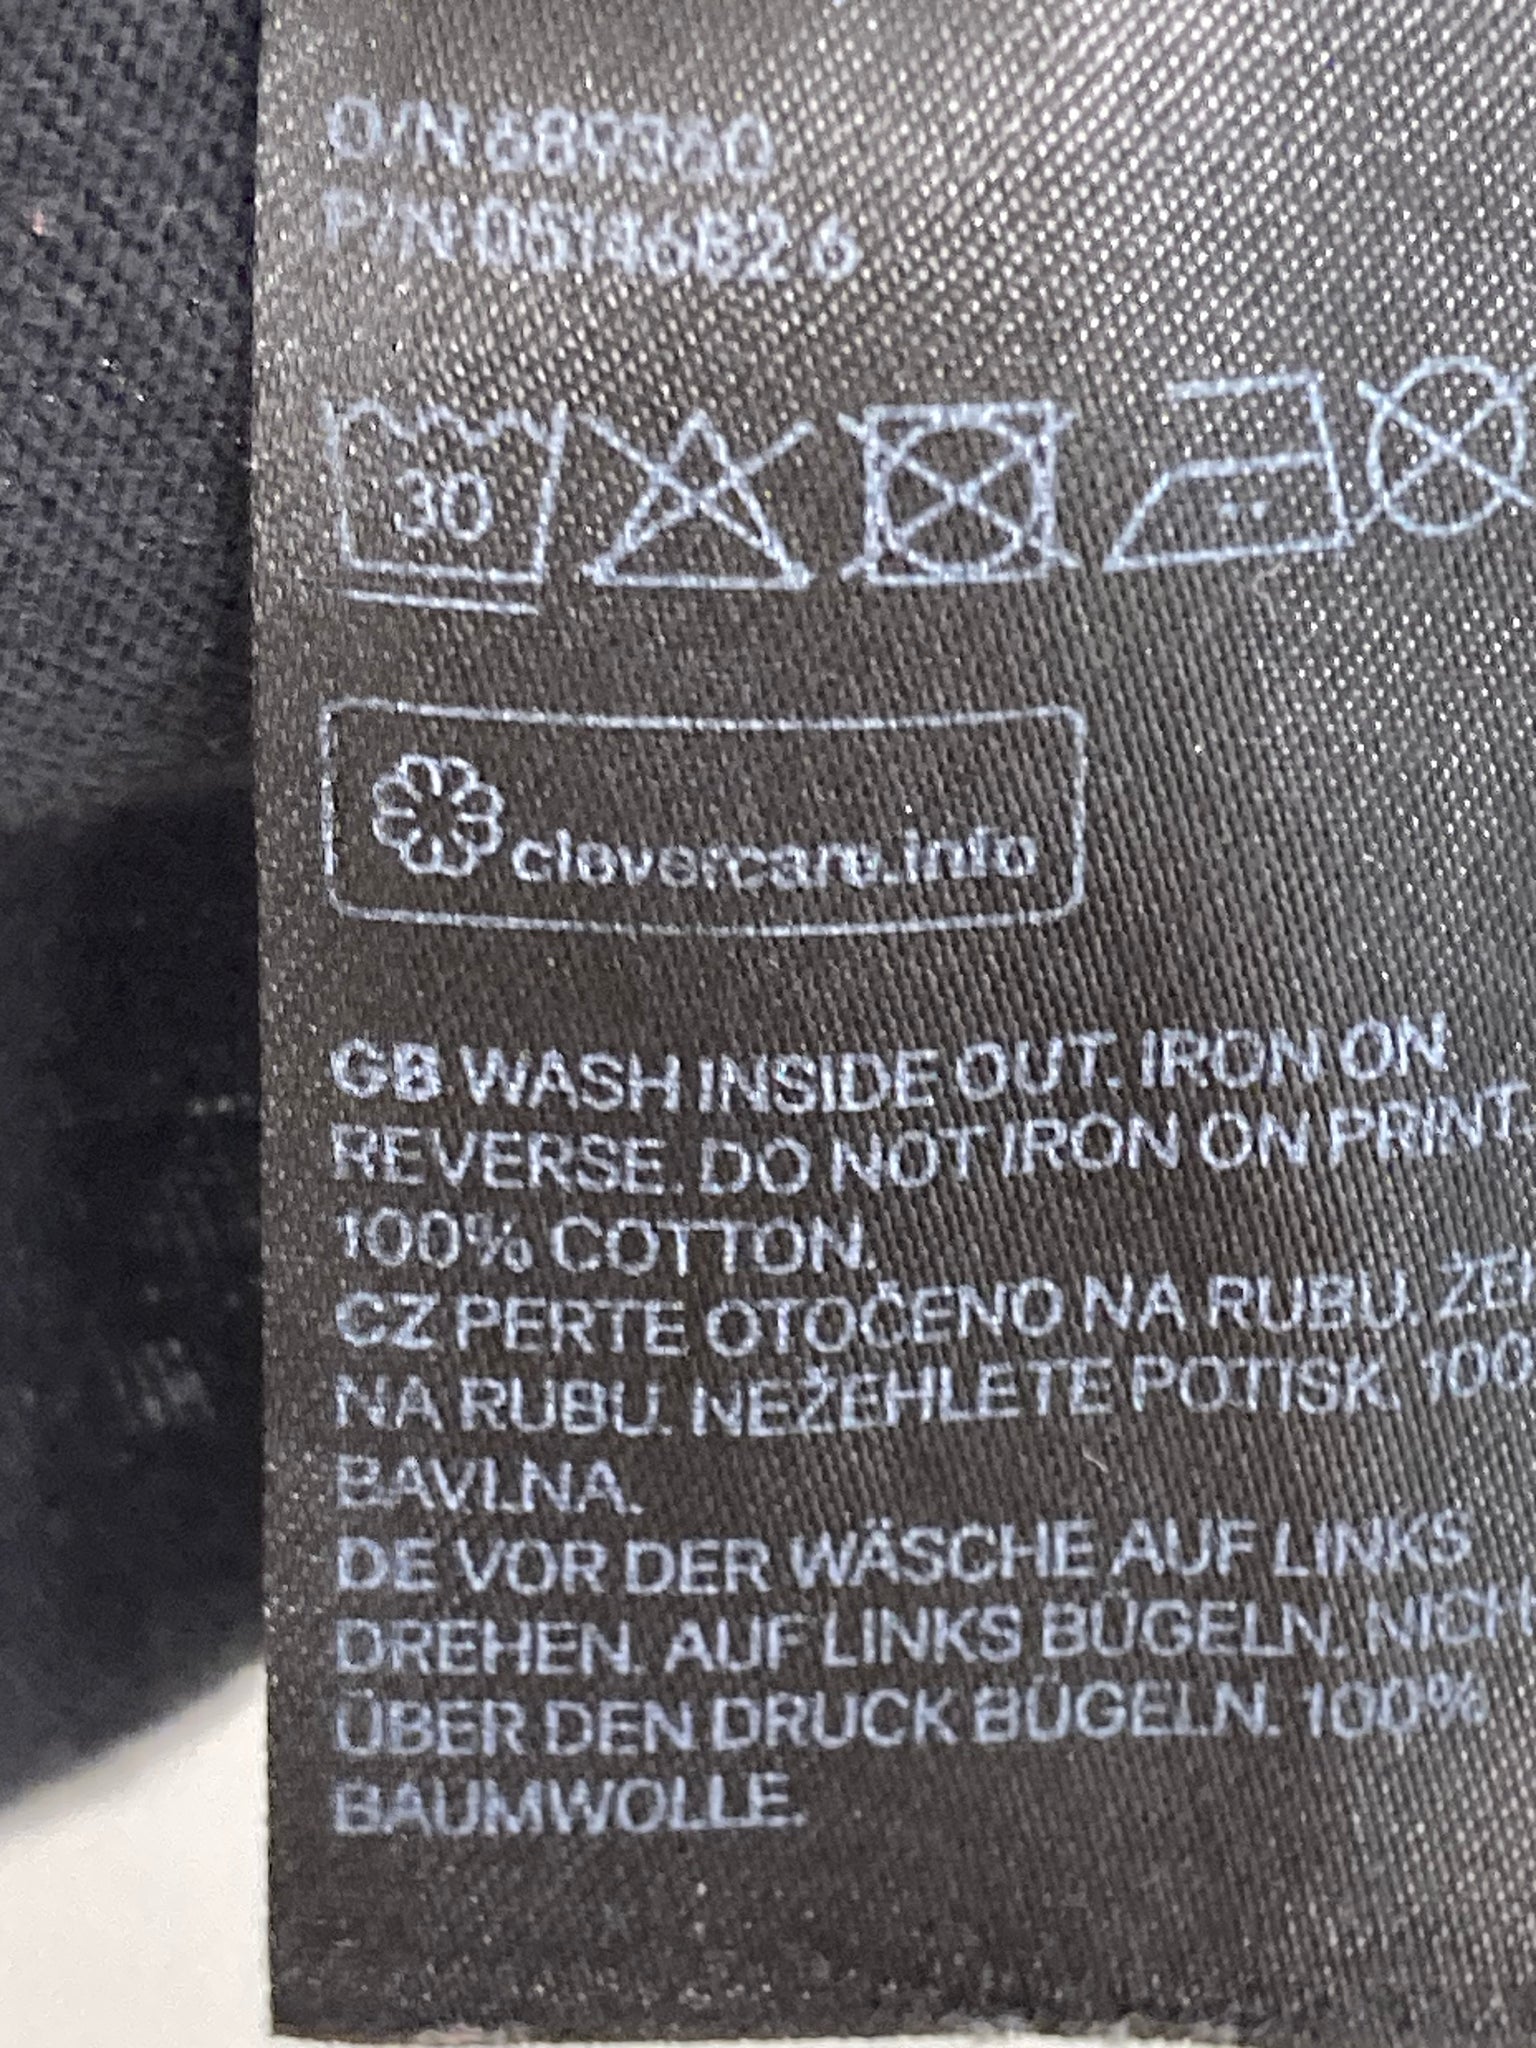 O/N 689360
P/N 0514682.6
30
clevercare.info
GB WASH INSIDE OUT. IRON ON
REVERSE. DO NOT IRON ON PRINT
100% COTTON.
CZ PERTE OTOČENO NA RUBU.
NA RUBU. NEŽEHLETE POTISK. 100
BAVLNA.
DE VOR DER WÄSCHE AUF LINKS
DREHEN. AUF LINKS BÜGELN.
ÜBER DEN DRUCK BÜGELN. 100%
BAUMWOLLE.